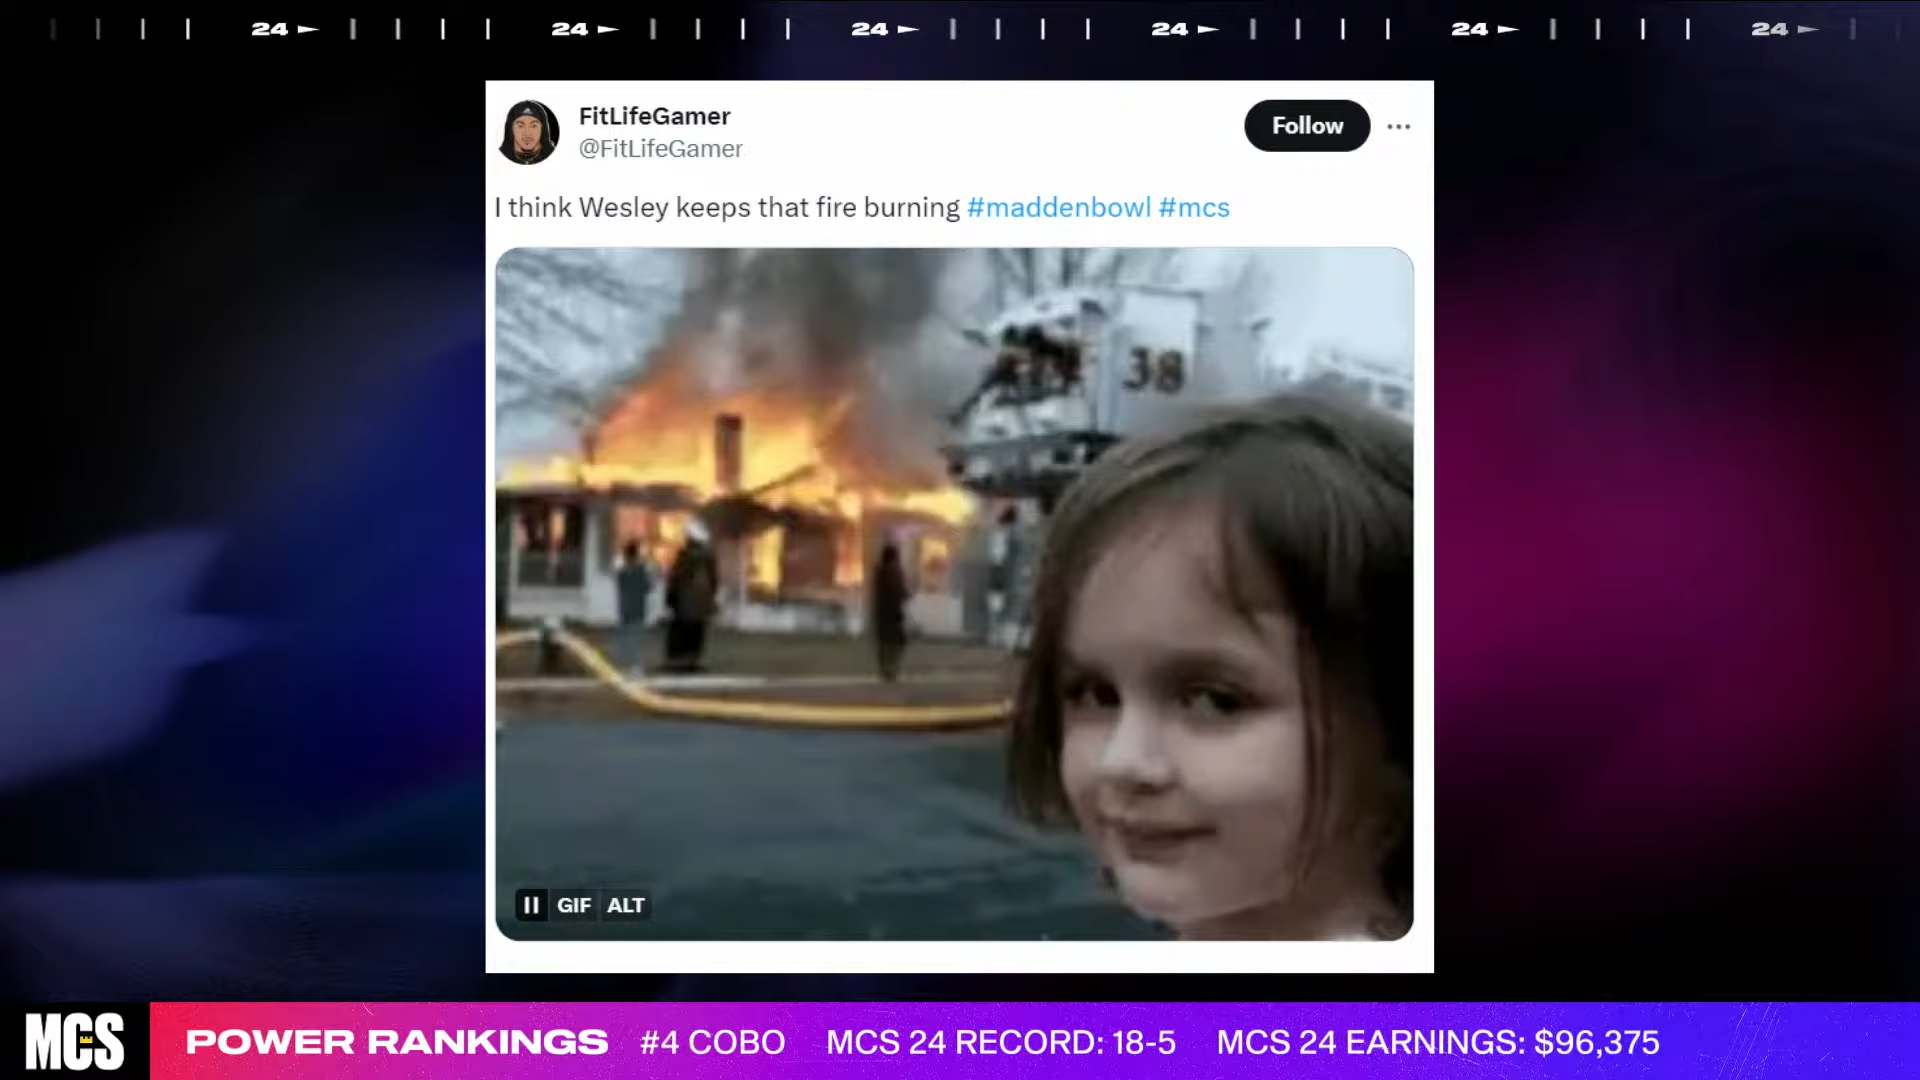 24 24 24 24 24 24
FitLifeGamer
@FitLifeGamer
Follow
I think Wesley keeps that fire burning #maddenbowl #mcs
38
GIF ALT
MCS POWER RANKINGS #4 COBO MCS 24 RECORD: 18-5 MCS 24 EARNINGS: $96,375